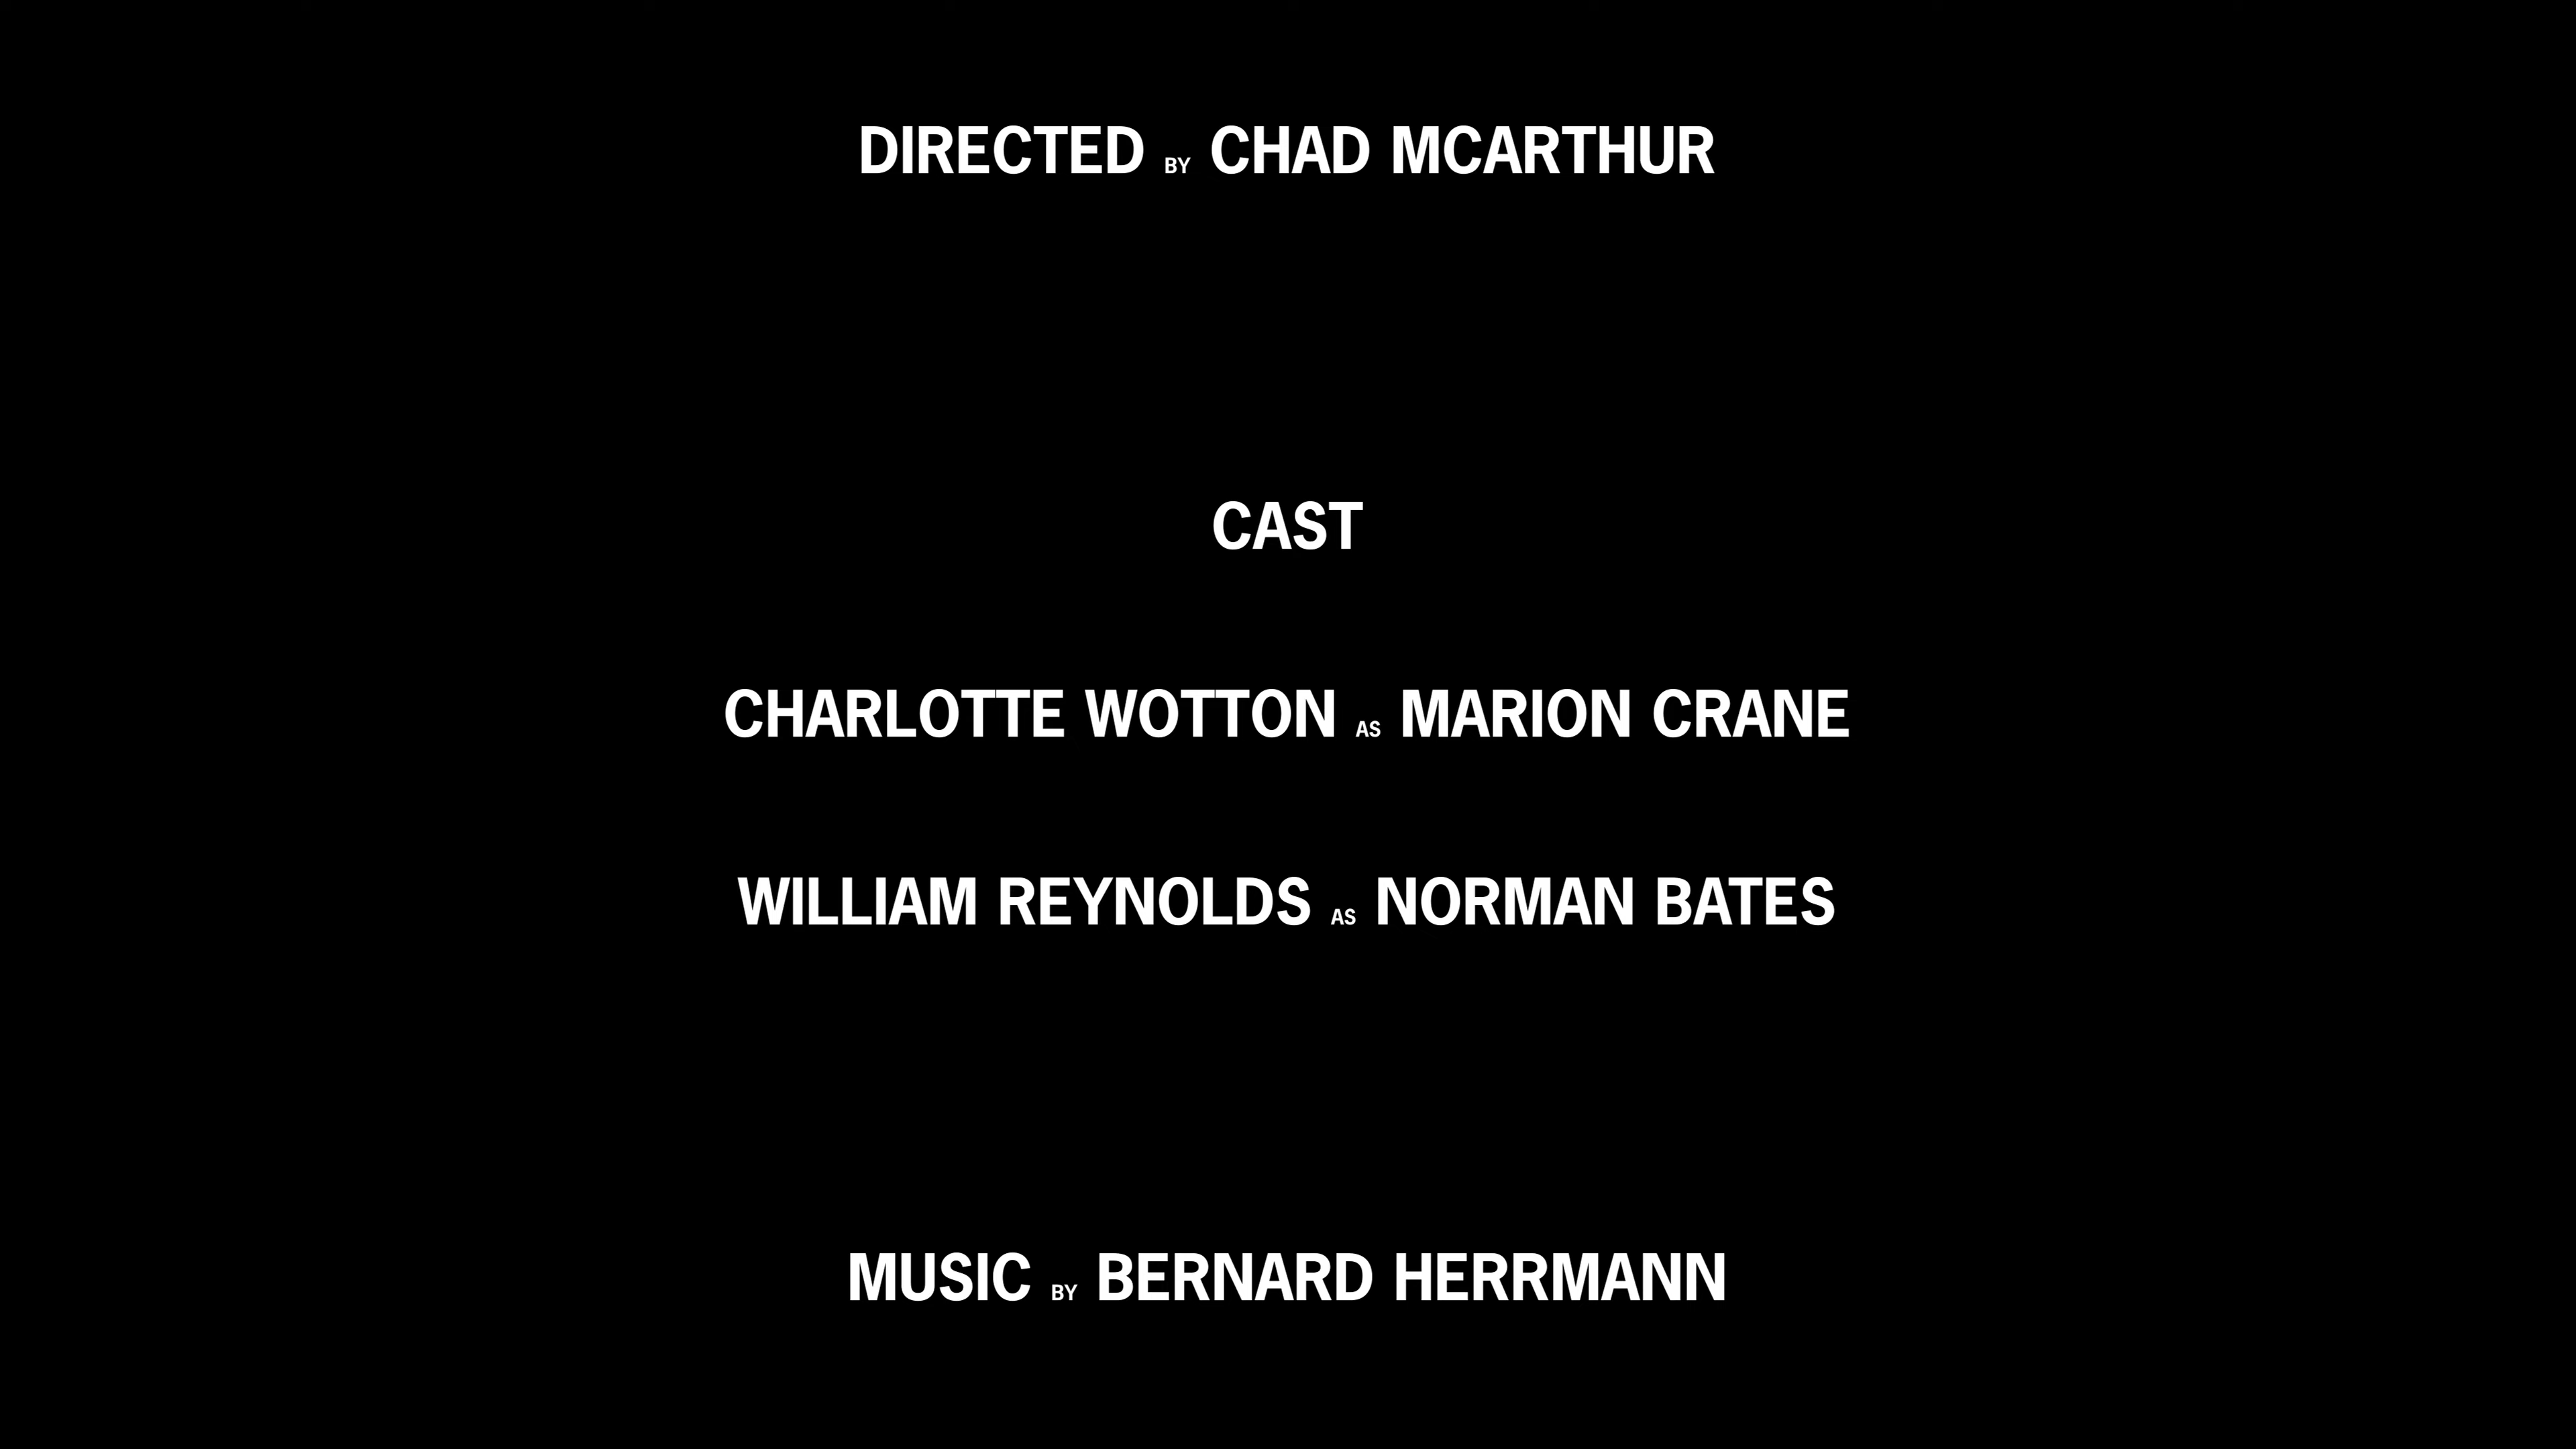 DIRECTED BY CHAD MCARTHUR
CAST
CHARLOTTE WOTTON AS MARION CRANE
WILLIAM REYNOLDS AS NORMAN BATES
MUSIC BY BERNARD HERRMANN